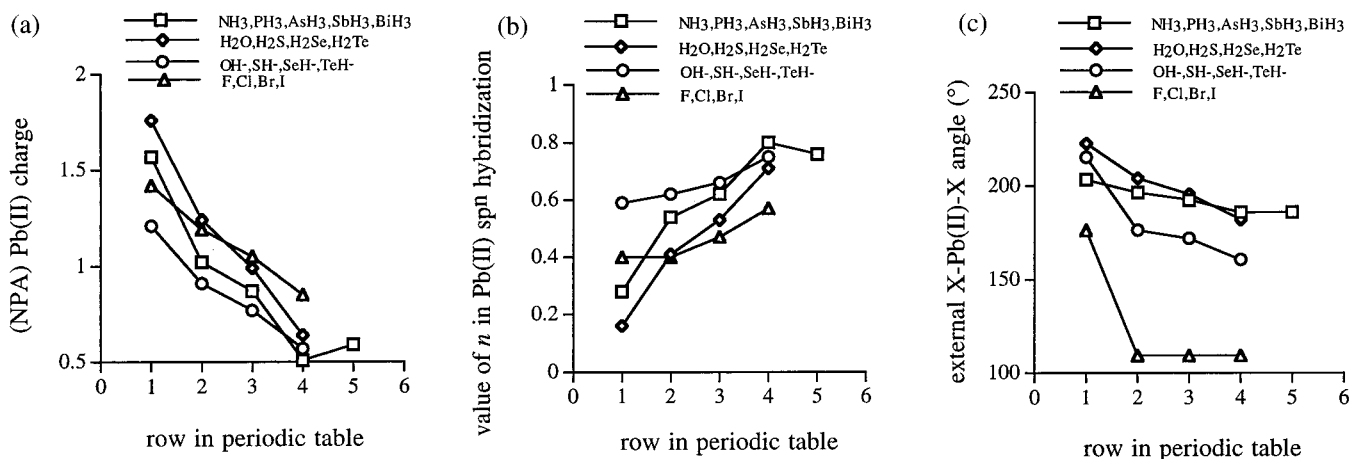 (a)
NH3,PH3,AsH3,SbH3,BiH3
H2O,H2S,H2Se,H2Te
OH-,SH-,SeH-,TeH-
F,Cl,Br,I
(NPA) Pb(II) charge
2
1.5
1
0.5
0 1 2 3 4 5 6
row in periodic table
(b)
NH3,PH3,AsH3,SbH3,BiH3
H2O,H2S,H2Se,H2Te
OH-,SH-,SeH-,TeH-
F,Cl,Br,I
value of n in Pb(II) spn hybridization
1
0.8
0.6
0.4
0.2
0
0 1 2 3 4 5 6
row in periodic table
(c)
NH3,PH3,AsH3,SbH3,BiH3
H2O,H2S,H2Se,H2Te
OH-,SH-,SeH-,TeH-
F,Cl,Br,I
external X-Pb(II)-X angle (°)
250
200
150
100
0 1 2 3 4 5 6
row in periodic table